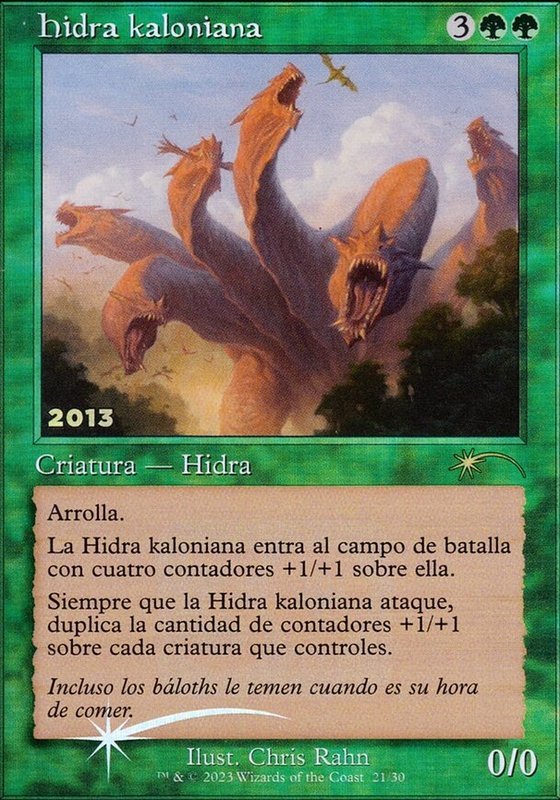 Hidra kaloniana
3
2013
Criatura — Hidra
Arrolla.
La Hidra kaloniana entra al campo de batalla
con cuatro contadores +1/+1 sobre ella.
Siempre que la Hidra kaloniana ataque,
duplica la cantidad de contadores +1/+1
sobre cada criatura que controles.
Incluso los báloths le temen cuando es su hora
de comer.
Ilust. Chris Rahn
™ & © 2023 Wizards of the Coast 21/30
0/0